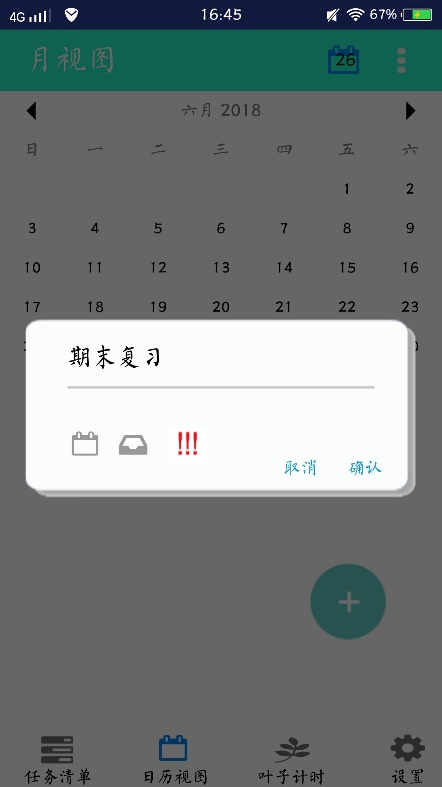 4G 16:45 67%
月视图 26
六月 2018
日 一 二 三 四 五 六
1 2
3 4 5 6 7 8 9
10 11 12 13 14 15 16
17 18 19 20 21 22 23
期末复习
!!!
取消 确认
+
任务清单 日历视图 叶子计时 设置